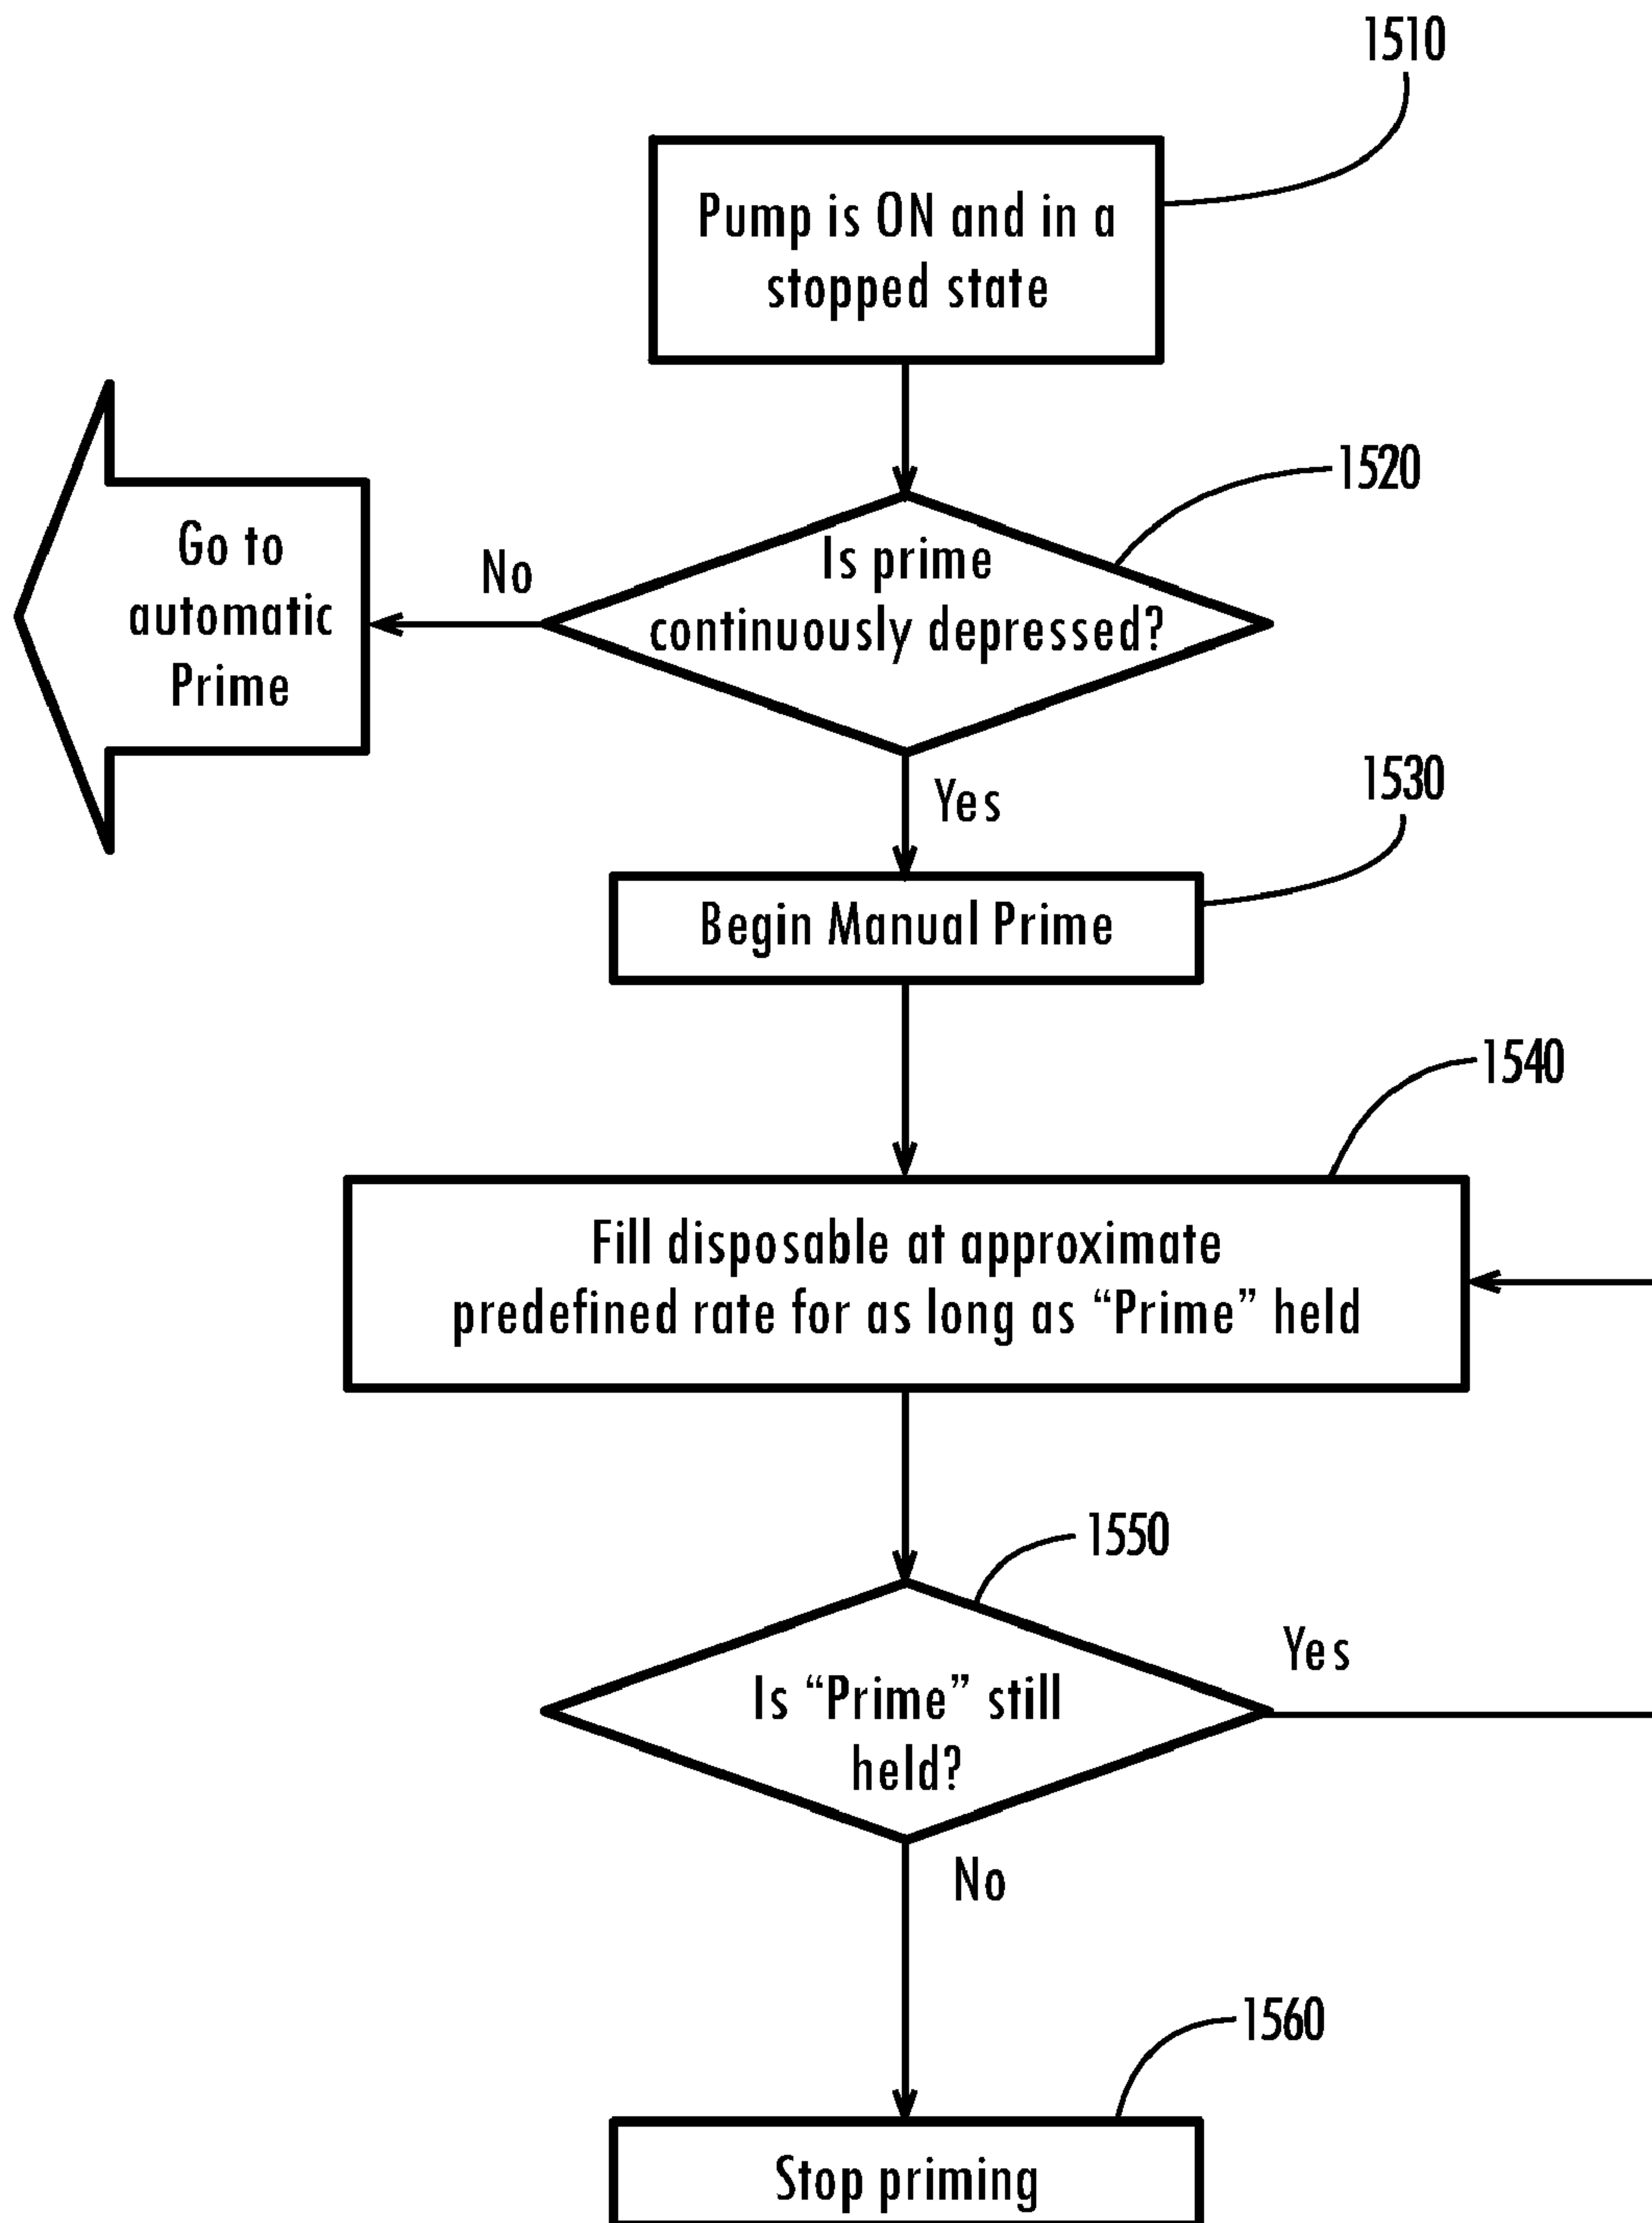 1510
Pump is ON and in a
stopped state
1520
Is prime
continuously depressed?
No
Go to
automatic
Prime
Yes
1530
Begin Manual Prime
1540
Fill disposable at approximate
predefined rate for as long as “Prime” held
1550
Is “Prime” still
held?
Yes
No
1560
Stop priming